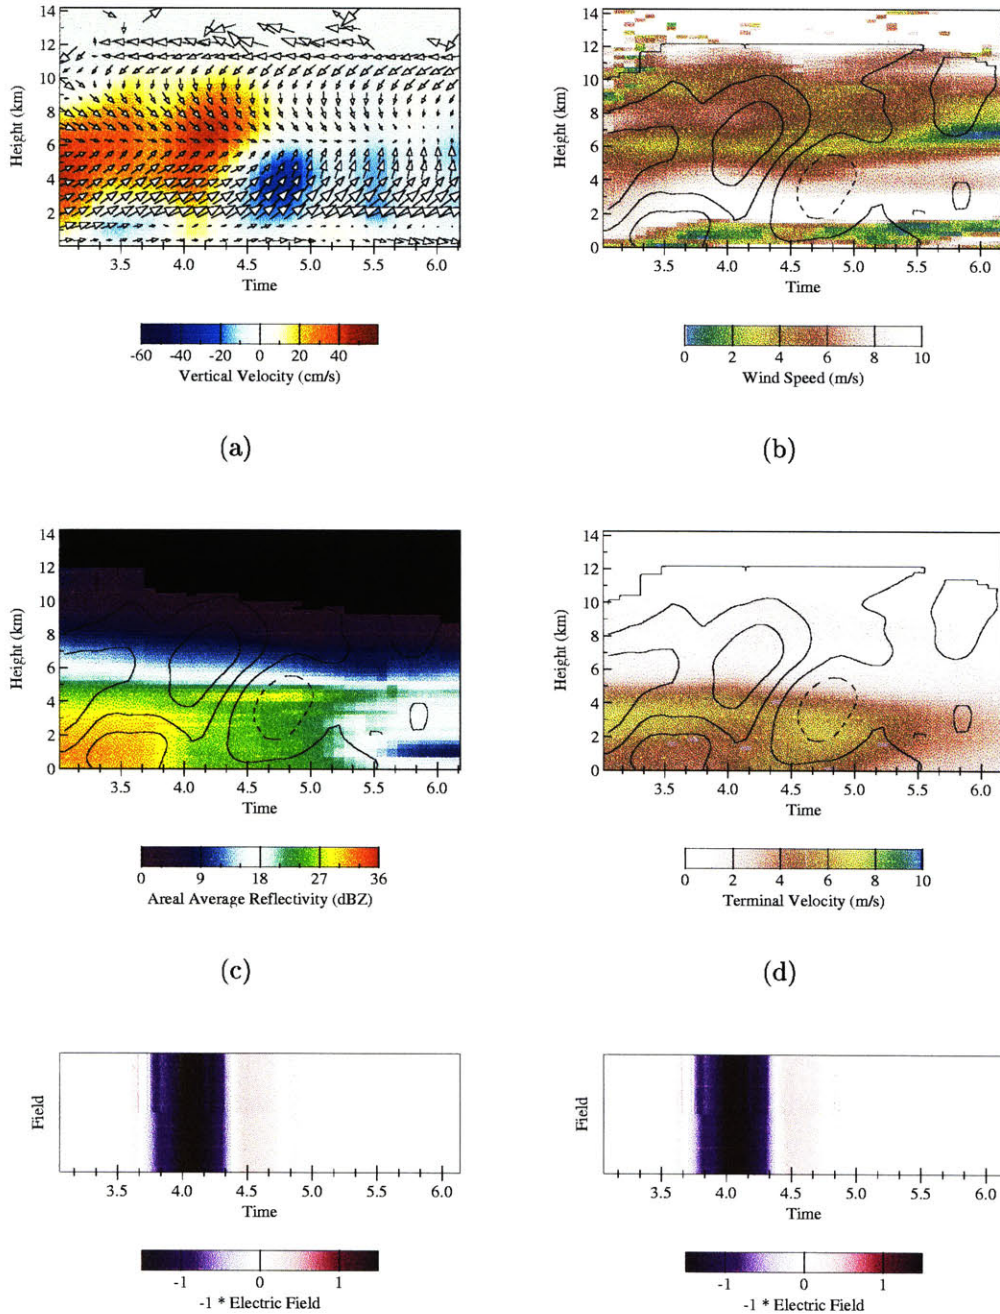 14
12
10
8
6
4
2
Height (km)
3.5 4.0 4.5 5.0 5.5 6.0
Time
-60 -40 -20 0 20 40
Vertical Velocity (cm/s)
(a)
14
12
10
8
6
4
2
0
Height (km)
3.5 4.0 4.5 5.0 5.5 6.0
Time
0 2 4 6 8 10
Wind Speed (m/s)
(b)
14
12
10
8
6
4
2
0
Height (km)
3.5 4.0 4.5 5.0 5.5 6.0
Time
0 9 18 27 36
Areal Average Reflectivity (dBZ)
(c)
14
12
10
8
6
4
2
0
Height (km)
3.5 4.0 4.5 5.0 5.5 6.0
Time
0 2 4 6 8 10
Terminal Velocity (m/s)
(d)
Field
3.5 4.0 4.5 5.0 5.5 6.0
Time
-1 0 1
-1 * Electric Field
Field
3.5 4.0 4.5 5.0 5.5 6.0
Time
-1 0 1
-1 * Electric Field